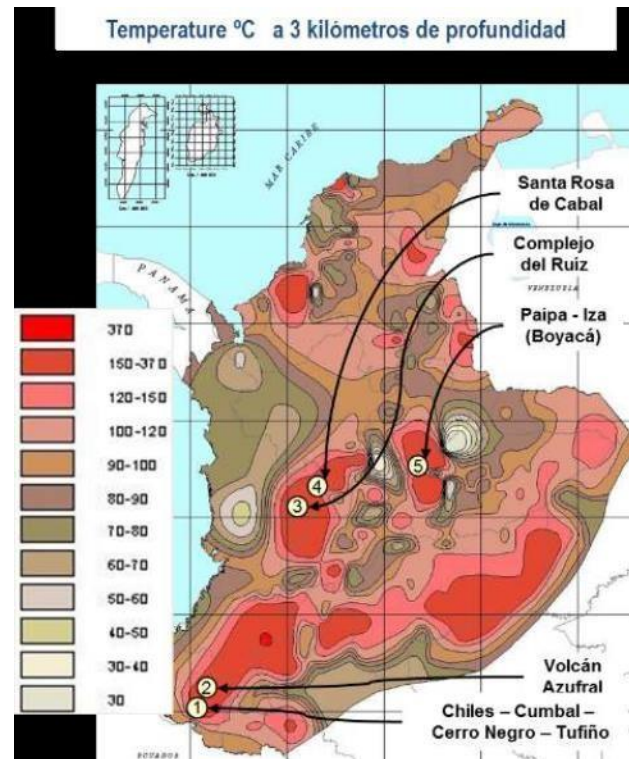 Temperature ºC a 3 kilómetros de profundidad
MAR CARIBE
PANAMA
VENEZUELA
Santa Rosa
de Cabal
Complejo
del Ruíz
Paipa - Iza
(Boyacá)
370
150-370
120-150
100-120
90-100
80-90
70-80
60-70
50-60
40-50
30-40
30
4
3
5
2
1
Volcán
Azufral
Chiles – Cumbal –
Cerro Negro – Tufiño
ECUADOR